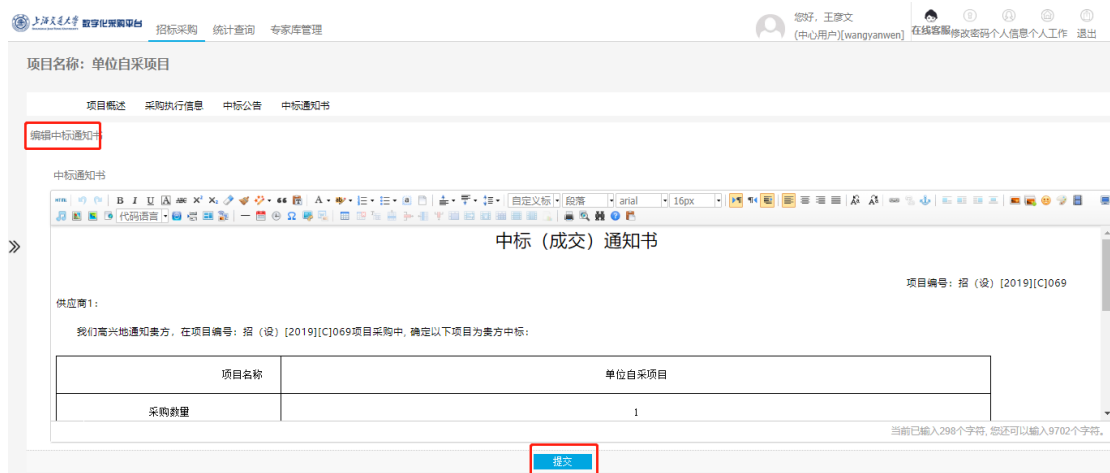 上海交通大学 数字化采购平台 招标采购 统计查询 专家库管理
您好，王彦文
(中心用户)[wangyanwen] 在线客服 修改密码 个人信息 个人工作 退出
项目名称：单位自采项目
项目概述 采购执行信息 中标公告 中标通知书
编辑中标通知书
中标通知书
HTML B I U A ABC X² X₂ A 自定义标 段落 arial 16px
代码语言
中标（成交）通知书
项目编号：招（设）[2019][C]069
供应商1：
我们高兴地通知贵方，在项目编号：招（设）[2019][C]069项目采购中，确定以下项目为贵方中标：
项目名称 单位自采项目
采购数量 1
当前已输入298个字符, 您还可以输入9702个字符。
提交